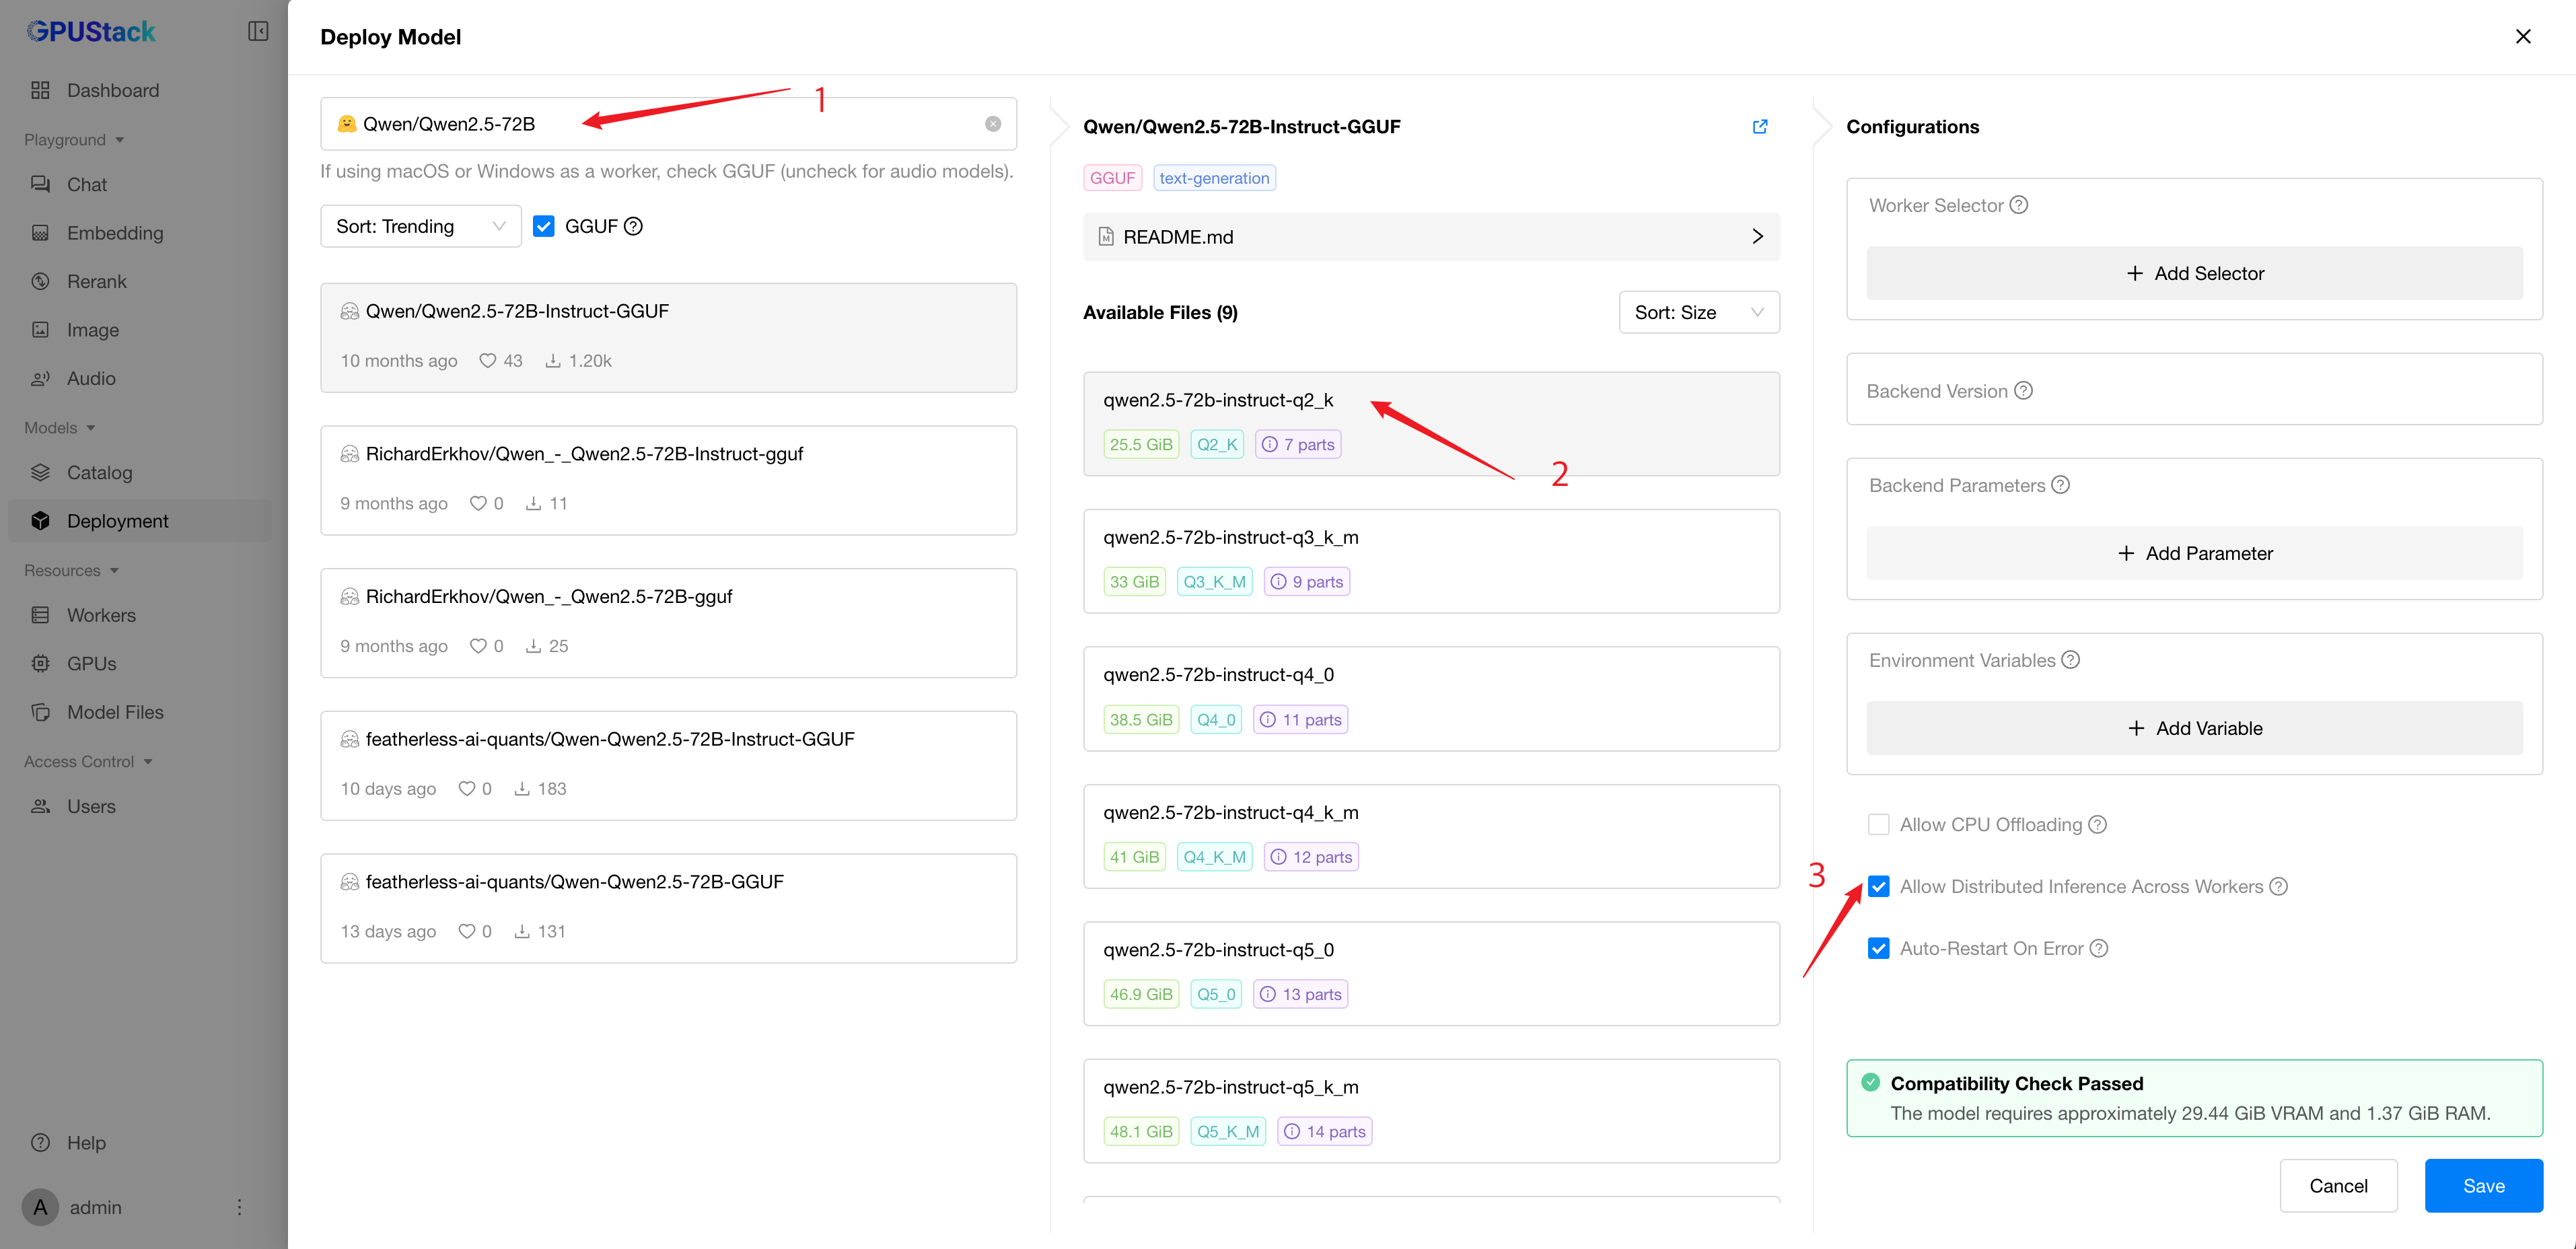 GPUStack
Dashboard
Playground
Chat
Embedding
Rerank
Image
Audio
Models
Catalog
Deployment
Resources
Workers
GPUs
Model Files
Access Control
Users
Help
A admin
Deploy Model
Qwen/Qwen2.5-72B
1
If using macOS or Windows as a worker, check GGUF (uncheck for audio models).
Sort: Trending
GGUF
Qwen/Qwen2.5-72B-Instruct-GGUF
10 months ago 43 1.20k
RichardErkhov/Qwen_-_Qwen2.5-72B-Instruct-gguf
9 months ago 0 11
RichardErkhov/Qwen_-_Qwen2.5-72B-gguf
9 months ago 0 25
featherless-ai-quants/Qwen-Qwen2.5-72B-Instruct-GGUF
10 days ago 0 183
featherless-ai-quants/Qwen-Qwen2.5-72B-GGUF
13 days ago 0 131
Qwen/Qwen2.5-72B-Instruct-GGUF
GGUF text-generation
README.md
Available Files (9)
Sort: Size
qwen2.5-72b-instruct-q2_k
25.5 GiB Q2_K 7 parts
2
qwen2.5-72b-instruct-q3_k_m
33 GiB Q3_K_M 9 parts
qwen2.5-72b-instruct-q4_0
38.5 GiB Q4_0 11 parts
qwen2.5-72b-instruct-q4_k_m
41 GiB Q4_K_M 12 parts
qwen2.5-72b-instruct-q5_0
46.9 GiB Q5_0 13 parts
qwen2.5-72b-instruct-q5_k_m
48.1 GiB Q5_K_M 14 parts
Configurations
Worker Selector
Add Selector
Backend Version
Backend Parameters
Add Parameter
Environment Variables
Add Variable
Allow CPU Offloading
3
Allow Distributed Inference Across Workers
Auto-Restart On Error
Compatibility Check Passed
The model requires approximately 29.44 GiB VRAM and 1.37 GiB RAM.
Cancel
Save